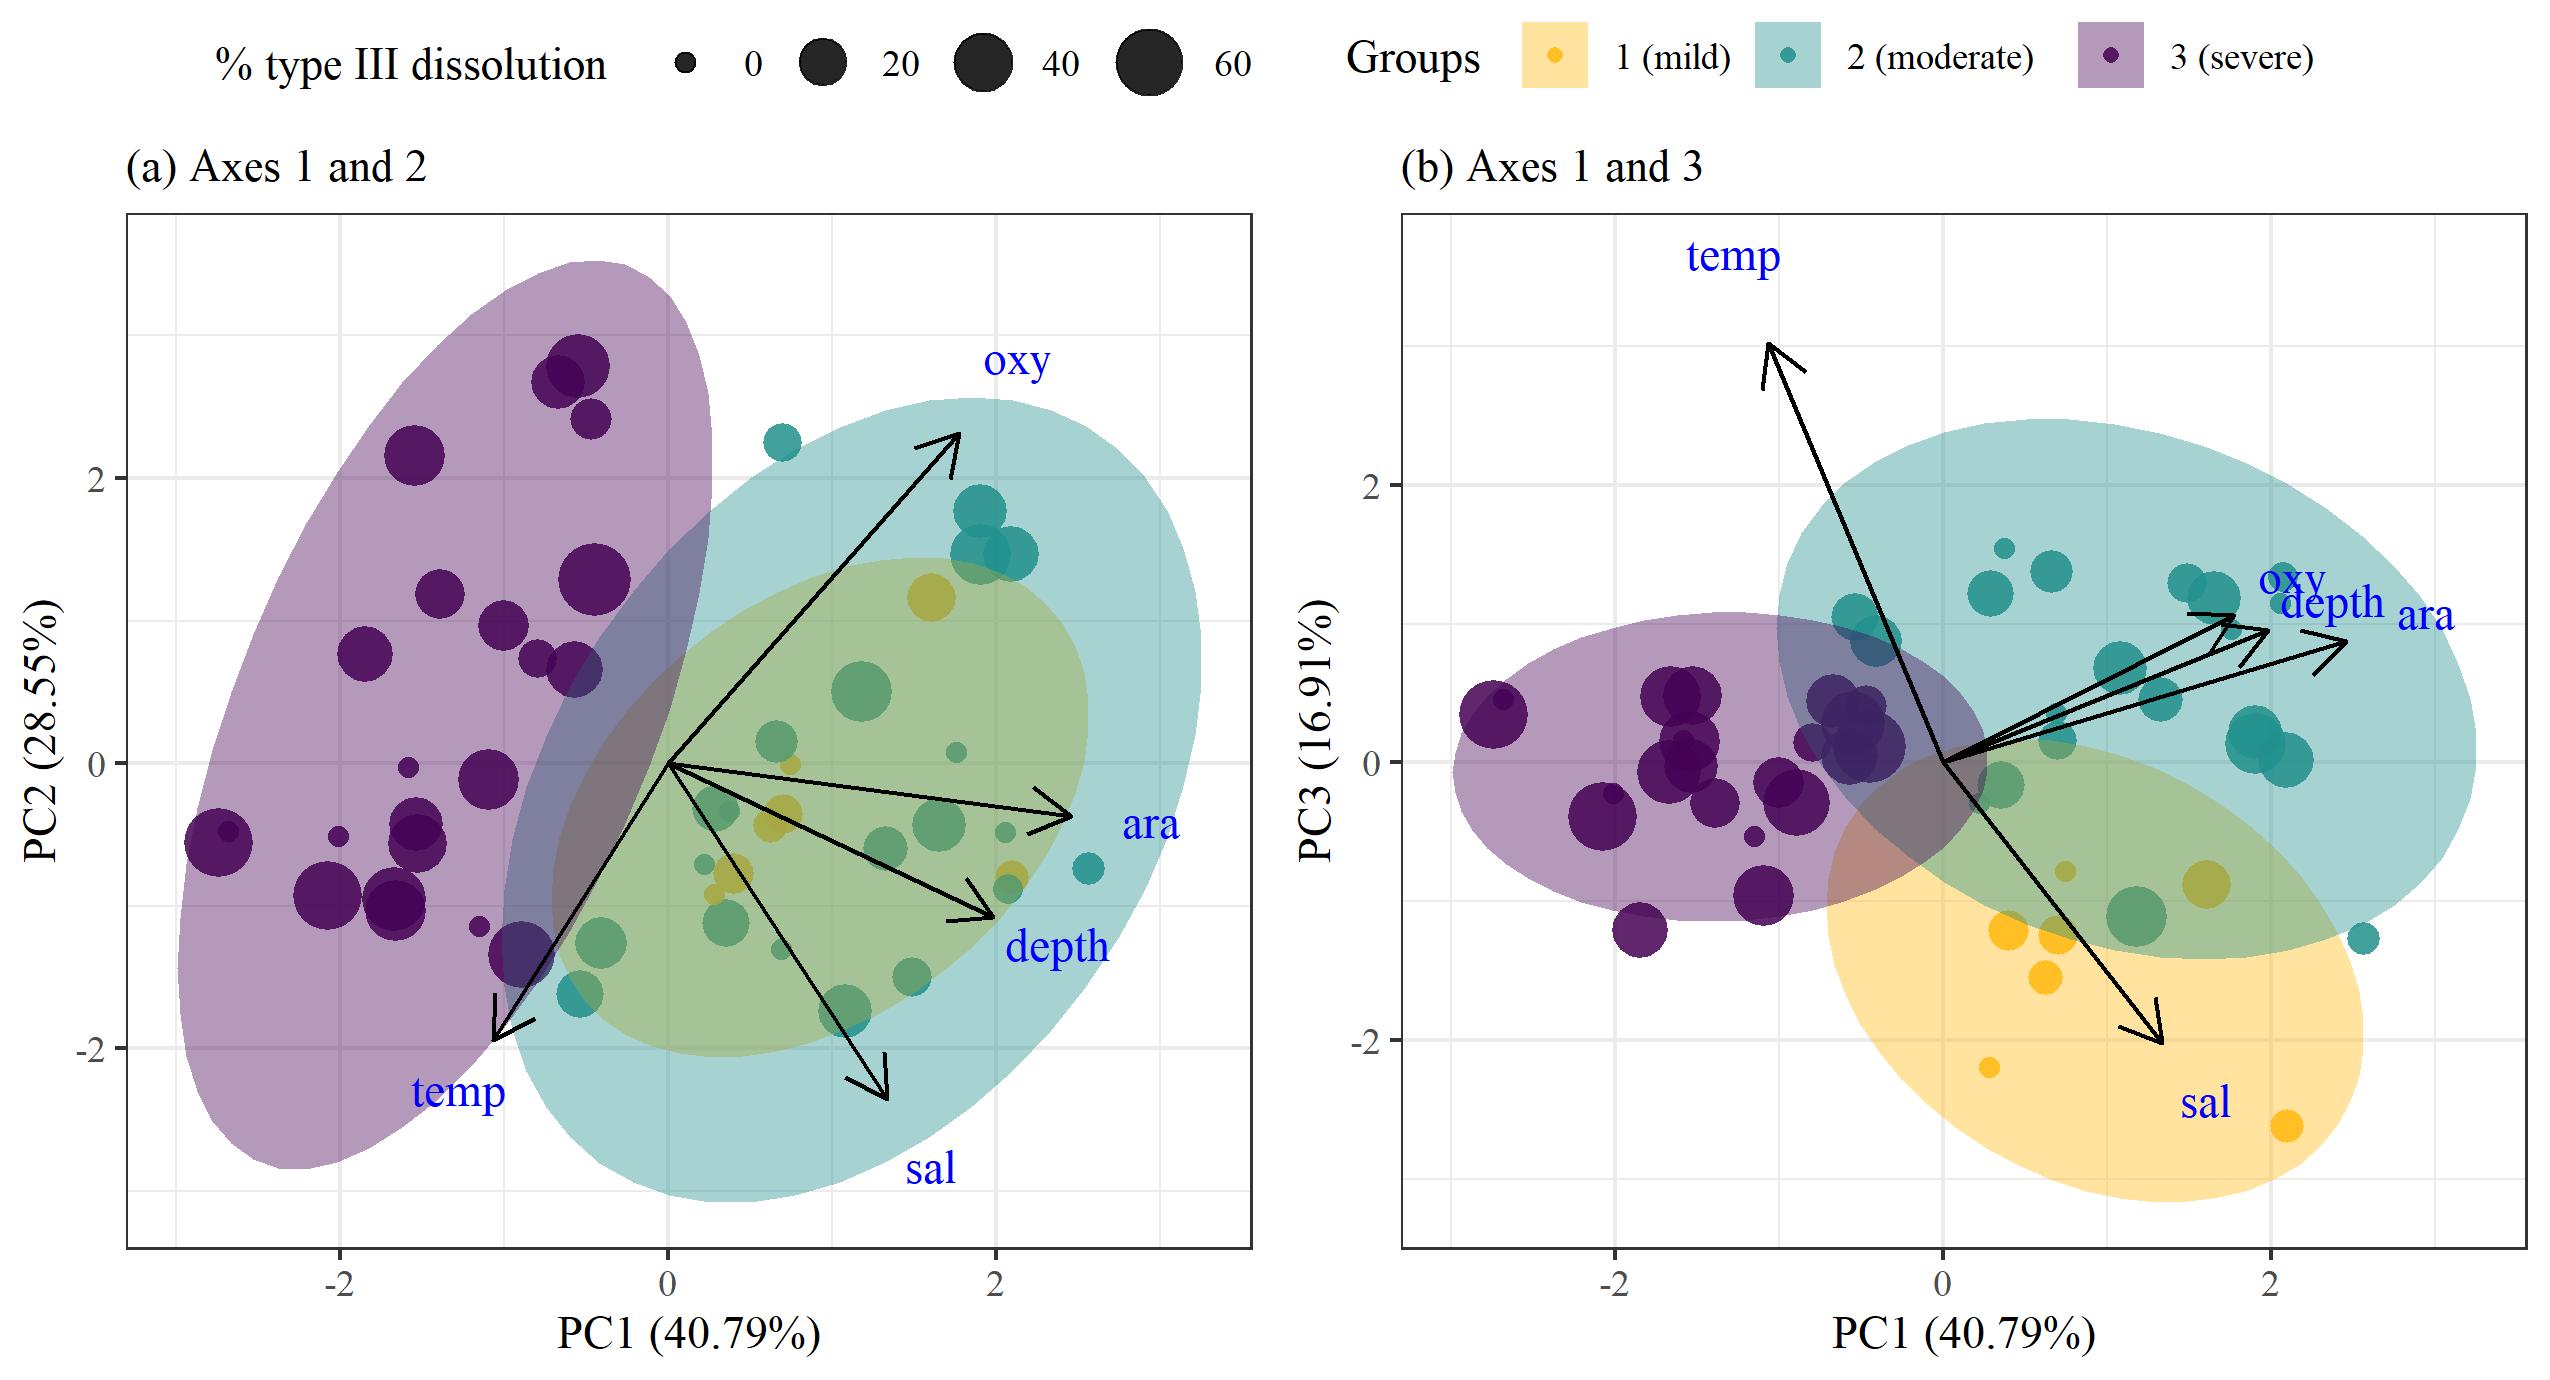 % type III dissolution 0 20 40 60 Groups 1 (mild) 2 (moderate) 3 (severe)
(a) Axes 1 and 2
PC2 (28.55%)
2
0
-2
oxy
ara
depth
temp
sal
-2 0 2
PC1 (40.79%)
(b) Axes 1 and 3
PC3 (16.91%)
2
0
-2
temp
oxy
depth
ara
sal
-2 0 2
PC1 (40.79%)